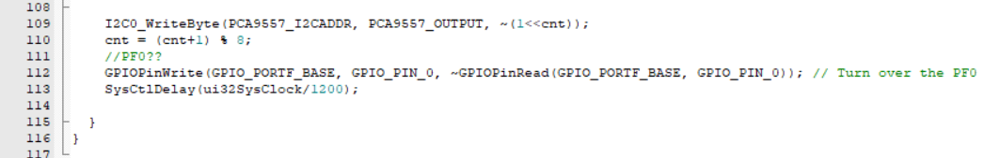 108
109 I2C0_WriteByte(PCA9557_I2CADDR, PCA9557_OUTPUT, ~(1<<cnt));
110 cnt = (cnt+1) % 8;
111 //PF0??
112 GPIOPinWrite(GPIO_PORTF_BASE, GPIO_PIN_0, ~GPIOPinRead(GPIO_PORTF_BASE, GPIO_PIN_0)); // Turn over the PF0
113 SysCtlDelay(ui32SysClock/1200);
114
115 }
116 }
117